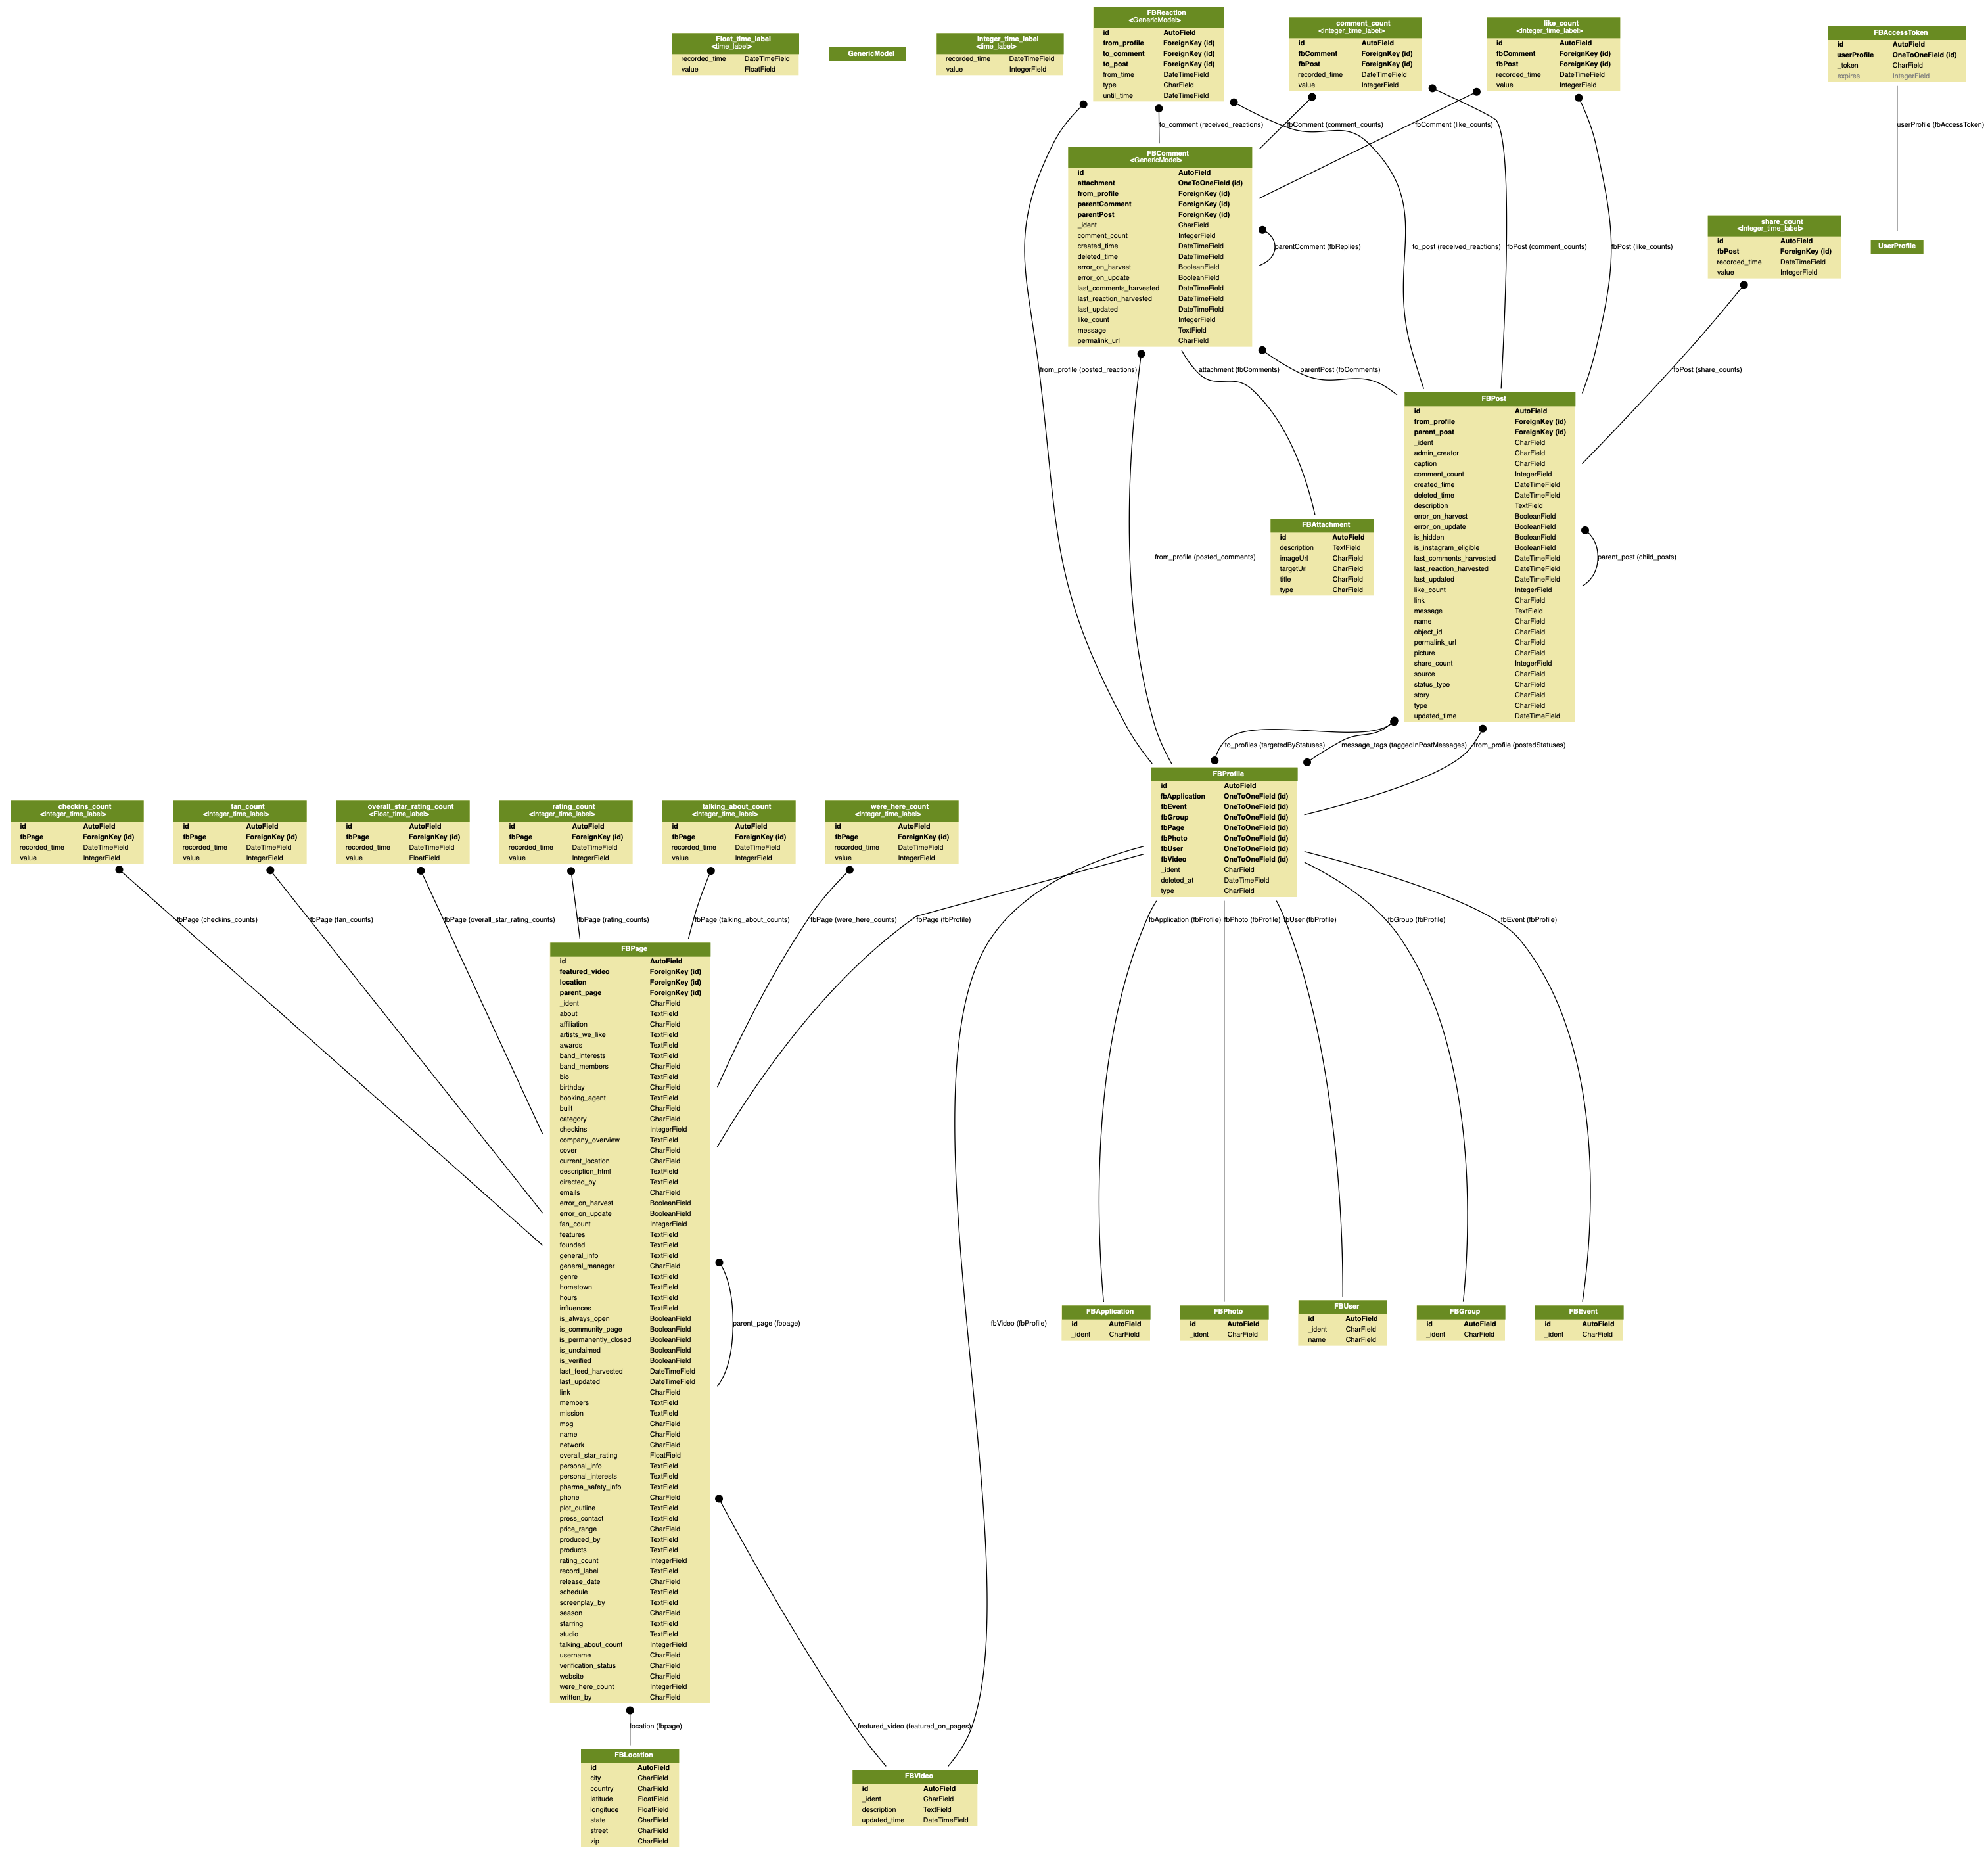 Float_time_label
<time_label>
recorded_time DateTimeField
value FloatField
GenericModel
Integer_time_label
<time_label>
recorded_time DateTimeField
value IntegerField
FBReaction
<GenericModel>
id AutoField
from_profile ForeignKey (id)
to_comment ForeignKey (id)
to_post ForeignKey (id)
from_time DateTimeField
type CharField
until_time DateTimeField
comment_count
<Integer_time_label>
id AutoField
fbComment ForeignKey (id)
fbPost ForeignKey (id)
recorded_time DateTimeField
value IntegerField
like_count
<Integer_time_label>
id AutoField
fbComment ForeignKey (id)
fbPost ForeignKey (id)
recorded_time DateTimeField
value IntegerField
FBAccessToken
id AutoField
userProfile OneToOneField (id)
_token CharField
expires IntegerField
to_comment (received_reactions)
fbComment (comment_counts)
fbComment (like_counts)
userProfile (fbAccessToken)
FBComment
<GenericModel>
id AutoField
attachment OneToOneField (id)
from_profile ForeignKey (id)
parentComment ForeignKey (id)
parentPost ForeignKey (id)
_ident CharField
comment_count IntegerField
created_time DateTimeField
deleted_time DateTimeField
error_on_harvest BooleanField
error_on_update BooleanField
last_comments_harvested DateTimeField
last_reaction_harvested DateTimeField
last_updated DateTimeField
like_count IntegerField
message TextField
permalink_url CharField
parentComment (fbReplies)
to_post (received_reactions)
fbPost (comment_counts)
fbPost (like_counts)
share_count
<Integer_time_label>
id AutoField
fbPost ForeignKey (id)
recorded_time DateTimeField
value IntegerField
UserProfile
from_profile (posted_reactions)
attachment (fbComments)
parentPost (fbComments)
fbPost (share_counts)
FBPost
id AutoField
from_profile ForeignKey (id)
parent_post ForeignKey (id)
_ident CharField
admin_creator CharField
caption CharField
comment_count IntegerField
created_time DateTimeField
deleted_time DateTimeField
description TextField
error_on_harvest BooleanField
error_on_update BooleanField
is_hidden BooleanField
is_instagram_eligible BooleanField
last_comments_harvested DateTimeField
last_reaction_harvested DateTimeField
last_updated DateTimeField
like_count IntegerField
link CharField
message TextField
name CharField
object_id CharField
permalink_url CharField
picture CharField
share_count IntegerField
source CharField
status_type CharField
story CharField
type CharField
updated_time DateTimeField
from_profile (posted_comments)
FBAttachment
id AutoField
description TextField
imageUrl CharField
targetUrl CharField
title CharField
type CharField
parent_post (child_posts)
to_profiles (targetedByStatuses)
message_tags (taggedInPostMessages)
from_profile (postedStatuses)
FBProfile
id AutoField
fbApplication OneToOneField (id)
fbEvent OneToOneField (id)
fbGroup OneToOneField (id)
fbPage OneToOneField (id)
fbPhoto OneToOneField (id)
fbUser OneToOneField (id)
fbVideo OneToOneField (id)
_ident CharField
deleted_at DateTimeField
type CharField
checkins_count
<Integer_time_label>
id AutoField
fbPage ForeignKey (id)
recorded_time DateTimeField
value IntegerField
fan_count
<Integer_time_label>
id AutoField
fbPage ForeignKey (id)
recorded_time DateTimeField
value IntegerField
overall_star_rating_count
<Float_time_label>
id AutoField
fbPage ForeignKey (id)
recorded_time DateTimeField
value FloatField
rating_count
<Integer_time_label>
id AutoField
fbPage ForeignKey (id)
recorded_time DateTimeField
value IntegerField
talking_about_count
<Integer_time_label>
id AutoField
fbPage ForeignKey (id)
recorded_time DateTimeField
value IntegerField
were_here_count
<Integer_time_label>
id AutoField
fbPage ForeignKey (id)
recorded_time DateTimeField
value IntegerField
fbPage (checkins_counts)
fbPage (fan_counts)
fbPage (overall_star_rating_counts)
fbPage (rating_counts)
fbPage (talking_about_counts)
fbPage (were_here_counts)
fbPage (fbProfile)
fbApplication (fbProfile)
fbPhoto (fbProfile)
fbUser (fbProfile)
fbGroup (fbProfile)
fbEvent (fbProfile)
FBPage
id AutoField
featured_video ForeignKey (id)
location ForeignKey (id)
parent_page ForeignKey (id)
_ident CharField
about TextField
affiliation CharField
artists_we_like TextField
awards TextField
band_interests TextField
band_members CharField
bio TextField
birthday CharField
booking_agent TextField
built CharField
category CharField
checkins IntegerField
company_overview TextField
cover CharField
current_location CharField
description_html TextField
directed_by TextField
emails CharField
error_on_harvest BooleanField
error_on_update BooleanField
fan_count IntegerField
features TextField
founded TextField
general_info TextField
general_manager CharField
genre TextField
hometown TextField
hours TextField
influences TextField
is_always_open BooleanField
is_community_page BooleanField
is_permanently_closed BooleanField
is_unclaimed BooleanField
is_verified BooleanField
last_feed_harvested DateTimeField
last_updated DateTimeField
link CharField
members TextField
mission TextField
mpg CharField
name CharField
network CharField
overall_star_rating FloatField
personal_info TextField
personal_interests TextField
pharma_safety_info TextField
phone CharField
plot_outline TextField
press_contact TextField
price_range CharField
produced_by TextField
products TextField
rating_count IntegerField
record_label TextField
release_date CharField
schedule TextField
screenplay_by TextField
season CharField
starring TextField
studio TextField
talking_about_count IntegerField
username CharField
verification_status CharField
website CharField
were_here_count IntegerField
written_by CharField
parent_page (fbpage)
fbVideo (fbProfile)
FBApplication
id AutoField
_ident CharField
FBPhoto
id AutoField
_ident CharField
FBUser
id AutoField
_ident CharField
name CharField
FBGroup
id AutoField
_ident CharField
FBEvent
id AutoField
_ident CharField
location (fbpage)
featured_video (featured_on_pages)
FBLocation
id AutoField
city CharField
country CharField
latitude FloatField
longitude FloatField
state CharField
street CharField
zip CharField
FBVideo
id AutoField
_ident CharField
description TextField
updated_time DateTimeField